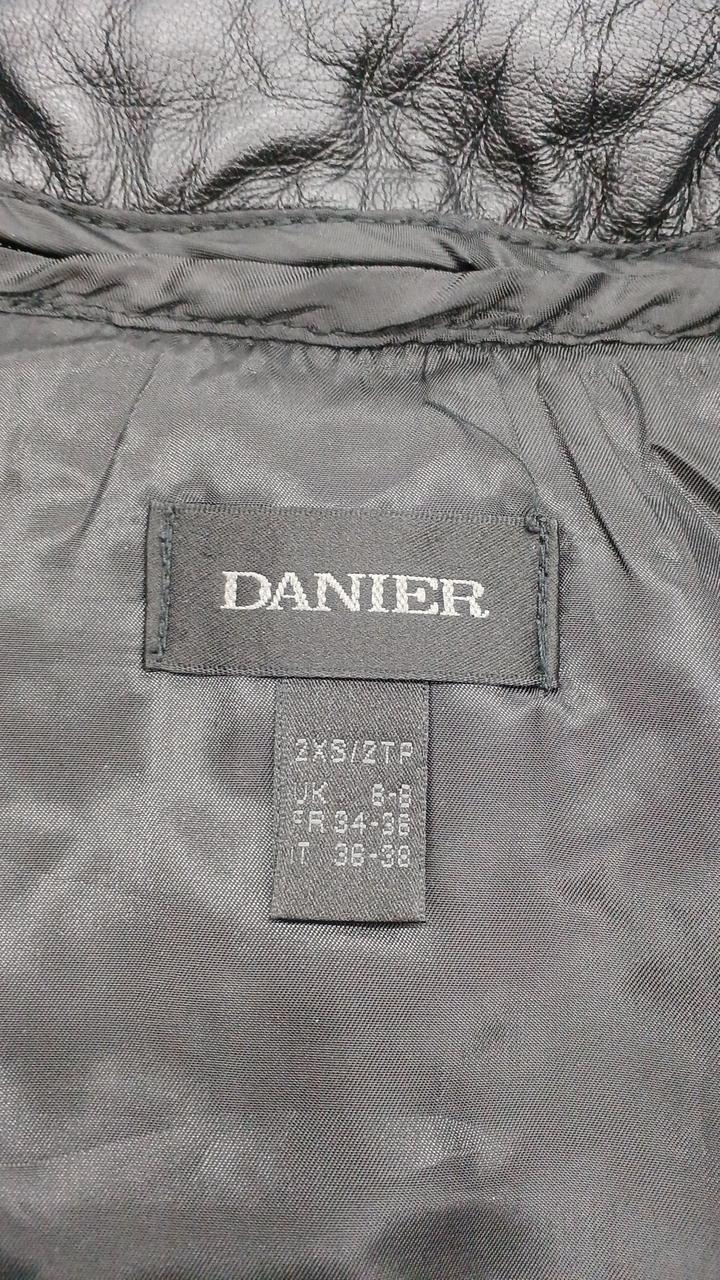 DANIER
2XS/2TP
UK 6-8
FR 34-36
IT 36-38